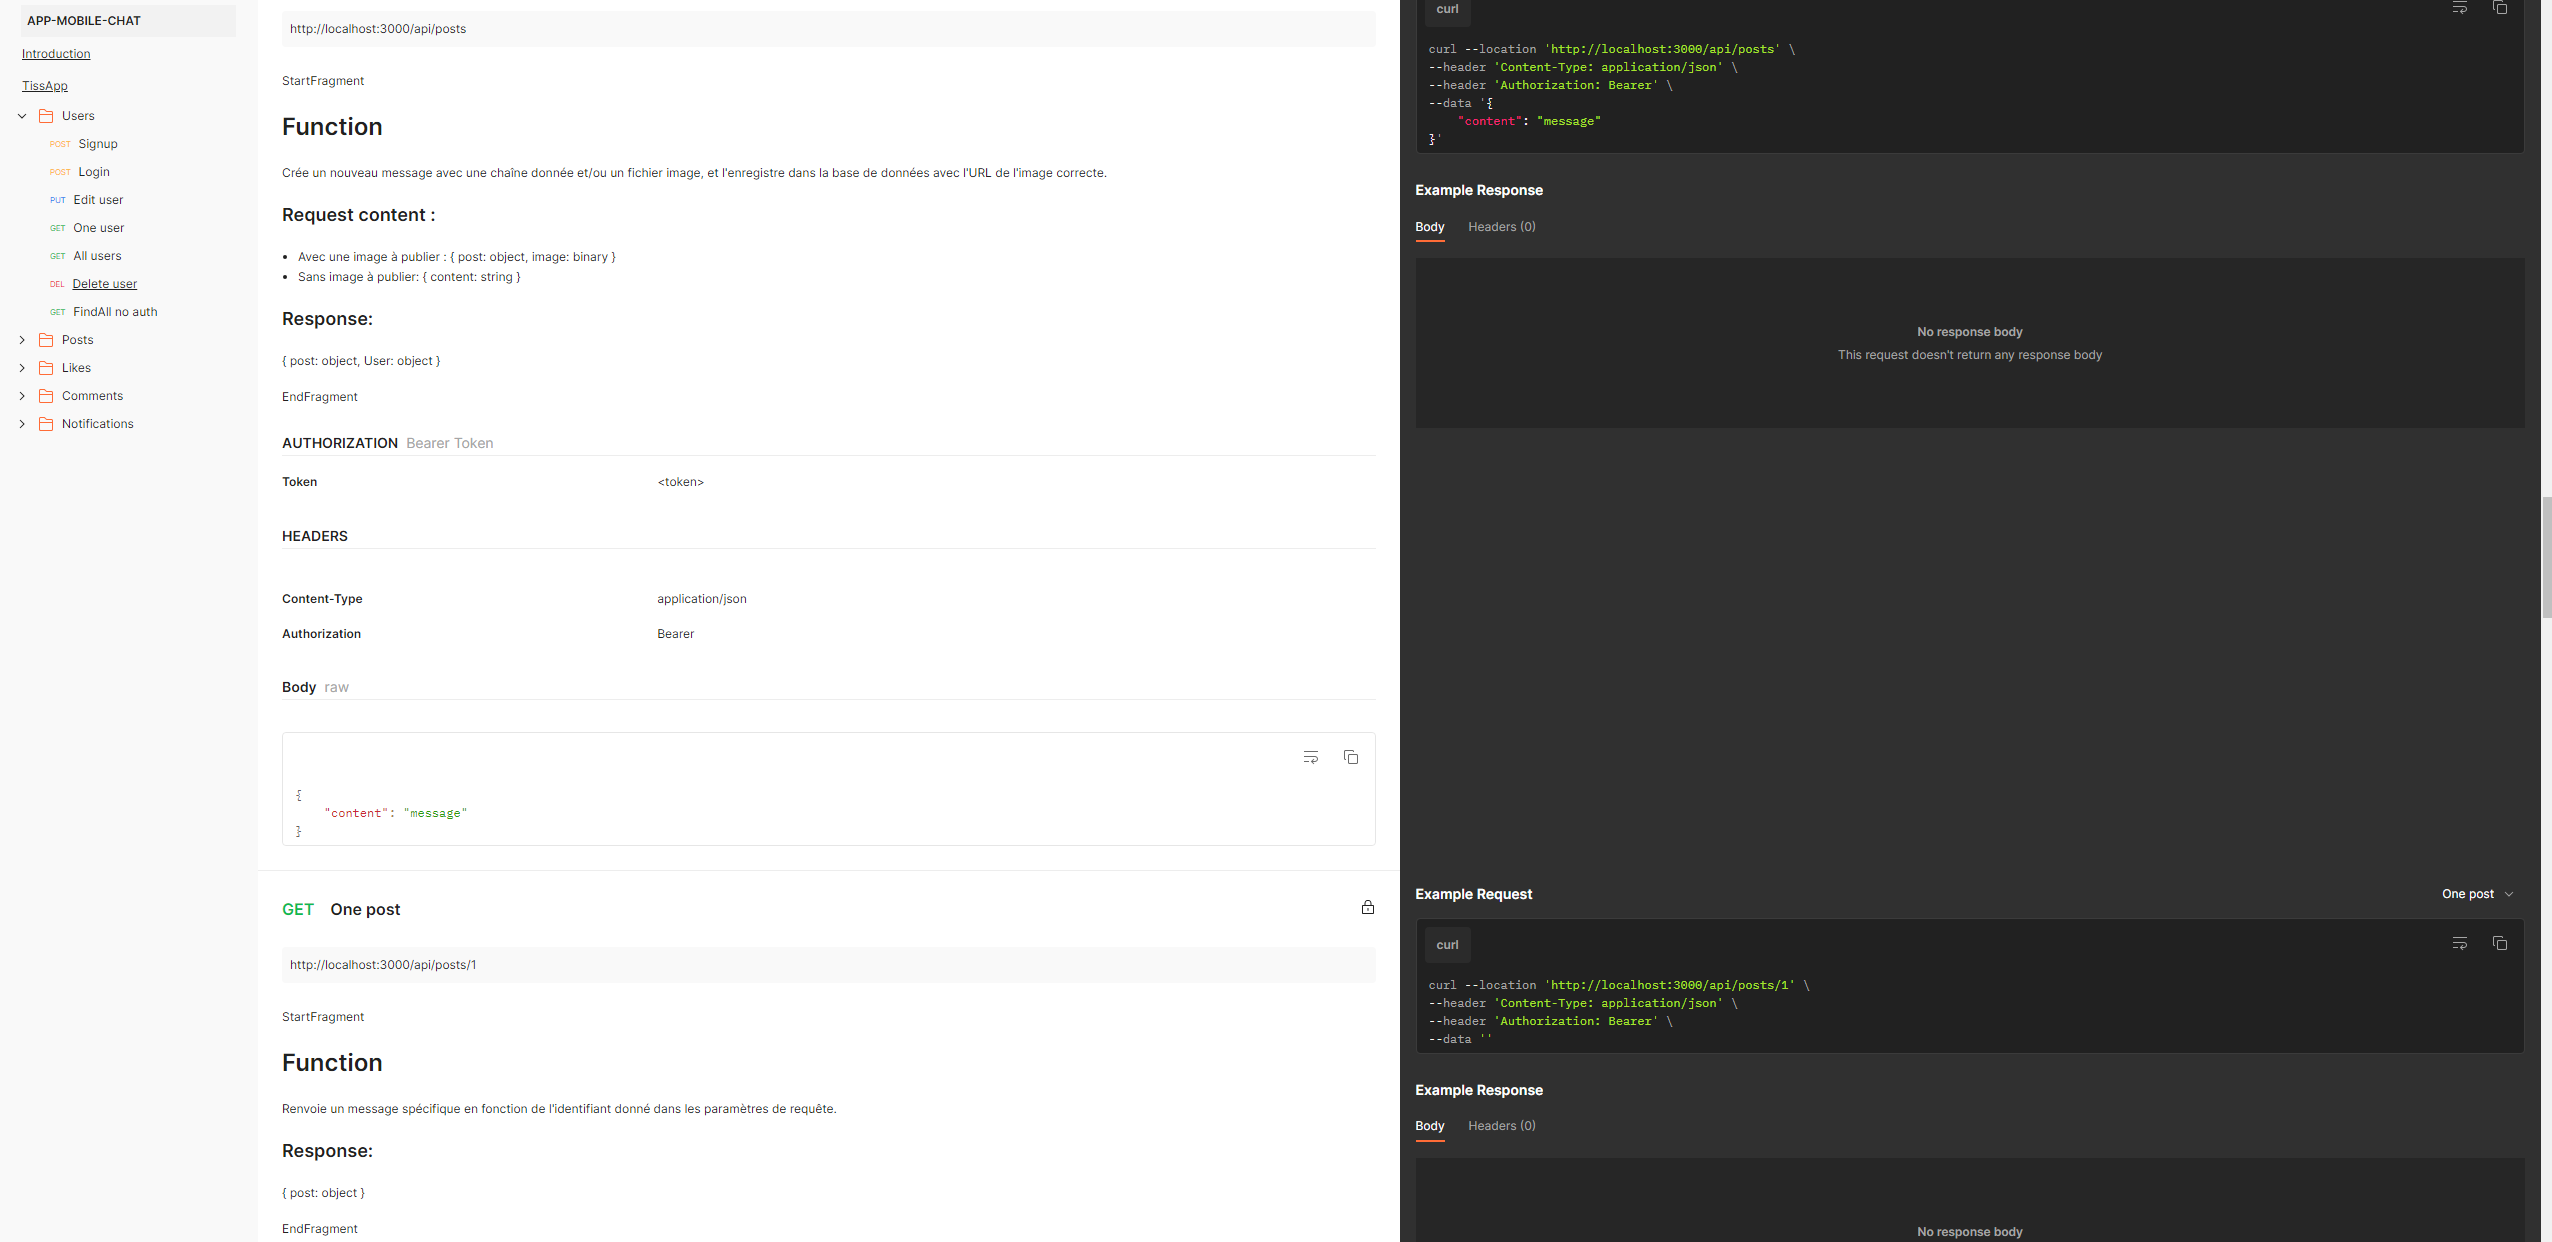 APP-MOBILE-CHAT
Introduction
TissApp
Users
POST Signup
POST Login
PUT Edit user
GET One user
GET All users
DEL Delete user
GET FindAll no auth
Posts
Likes
Comments
Notifications
http://localhost:3000/api/posts
StartFragment
Function
Crée un nouveau message avec une chaîne donnée et/ou un fichier image, et l'enregistre dans la base de données avec l'URL de l'image correcte.
Request content :
• Avec une image à publier : { post: object, image: binary }
• Sans image à publier: { content: string }
Response:
{ post: object, User: object }
EndFragment
AUTHORIZATION Bearer Token
Token <token>
HEADERS
Content-Type application/json
Authorization Bearer
Body raw
{
"content": "message"
}
GET One post
http://localhost:3000/api/posts/1
StartFragment
Function
Renvoie un message spécifique en fonction de l'identifiant donné dans les paramètres de requête.
Response:
{ post: object }
EndFragment
curl
curl --location 'http://localhost:3000/api/posts' \
--header 'Content-Type: application/json' \
--header 'Authorization: Bearer' \
--data '{
"content": "message"
}'
Example Response
Body Headers (0)
No response body
This request doesn't return any response body
Example Request One post
curl
curl --location 'http://localhost:3000/api/posts/1' \
--header 'Content-Type: application/json' \
--header 'Authorization: Bearer' \
--data ''
Example Response
Body Headers (0)
No response body